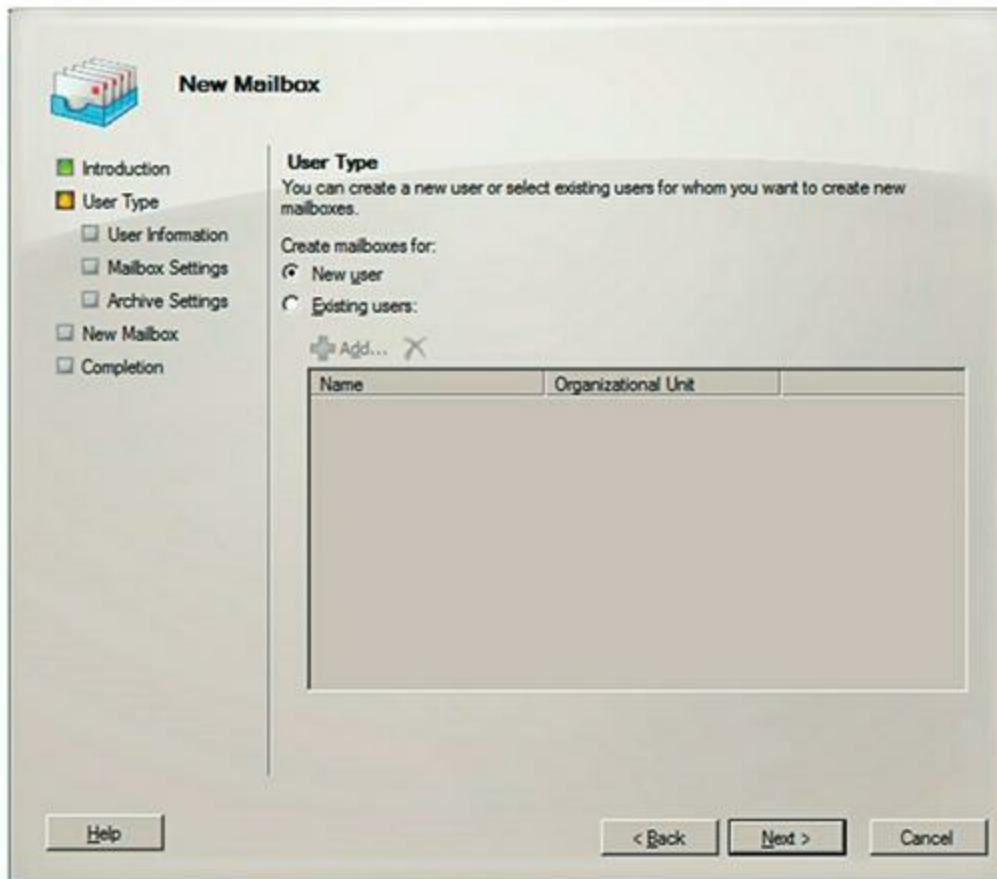 New Mailbox
Introduction
User Type
User Information
Mailbox Settings
Archive Settings
New Mailbox
Completion
User Type
You can create a new user or select existing users for whom you want to create new
mailboxes.
Create mailboxes for:
New user
Existing users:
Add...
Name Organizational Unit
Help < Back Next > Cancel